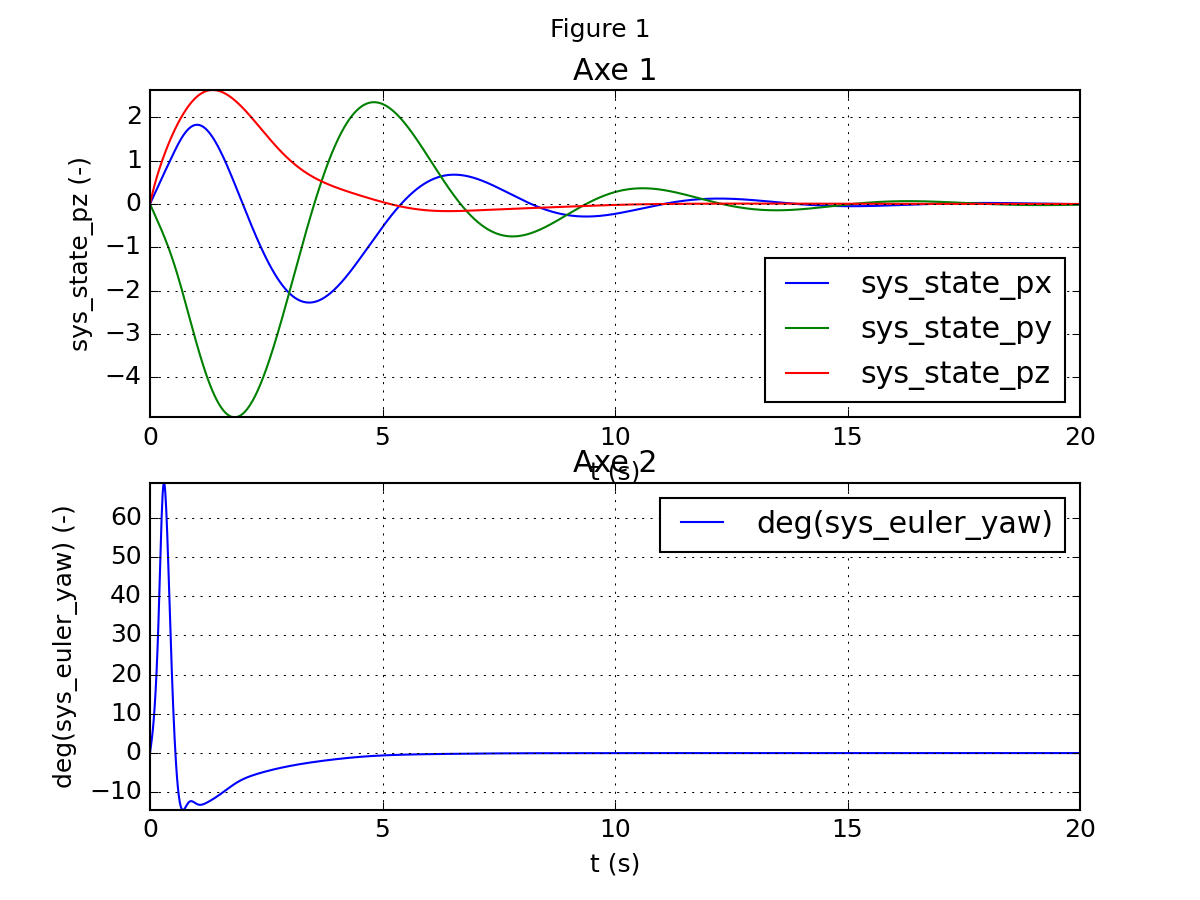 Figure 1
Axe 1
sys_state_pz (-)
2
1
0
−1
−2
−3
−4
sys_state_px
sys_state_py
sys_state_pz
0 5 10 15 20
t (s)
Axe 2
deg(sys_euler_yaw) (-)
60
50
40
30
20
10
0
−10
deg(sys_euler_yaw)
0 5 10 15 20
t (s)